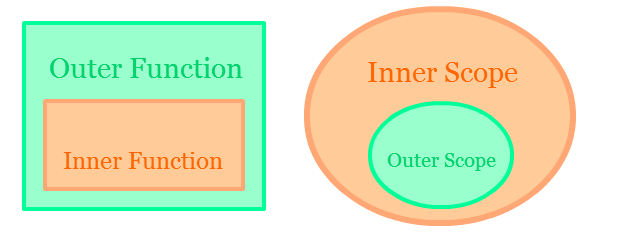 Outer Function
Inner Function
Inner Scope
Outer Scope